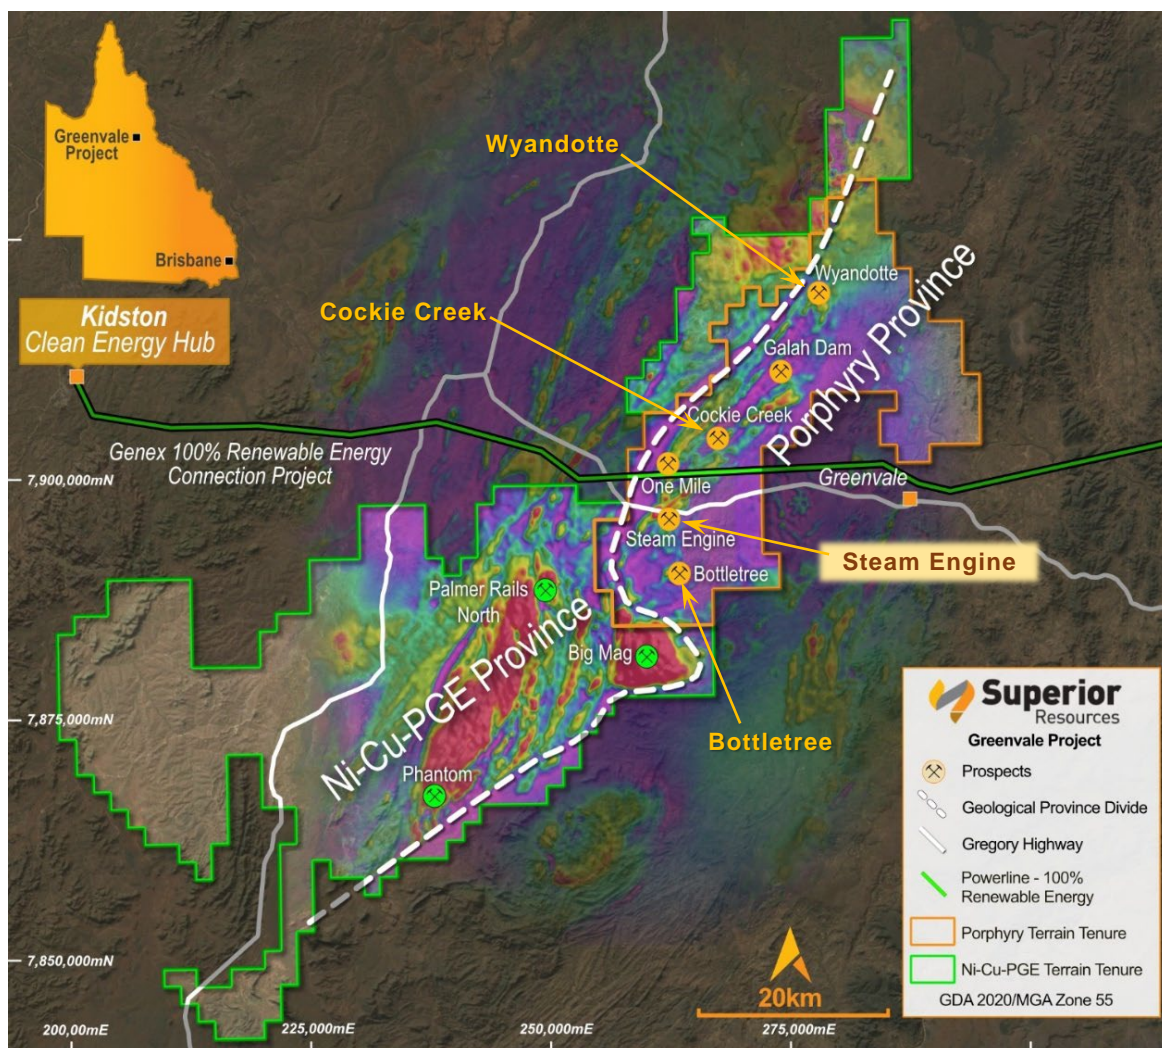 Greenvale
Project
Brisbane
Kidston
Clean Energy Hub
Wyandotte
Cockie Creek
Wyandotte
Galah Dam
Cockie Creek
Porphyry Province
Genex 100% Renewable Energy
Connection Project
One Mile
Greenvale
7,900,000mN
Steam Engine
Steam Engine
Bottletree
Palmer Rails
North
Big Mag
Ni-Cu-PGE Province
Bottletree
Phantom
7,875,000mN
7,850,000mN
Superior
Resources
Greenvale Project
Prospects
Geological Province Divide
Gregory Highway
Powerline - 100%
Renewable Energy
Porphyry Terrain Tenure
Ni-Cu-PGE Terrain Tenure
GDA 2020/MGA Zone 55
20km
200,00mE
225,000mE
250,000mE
275,000mE